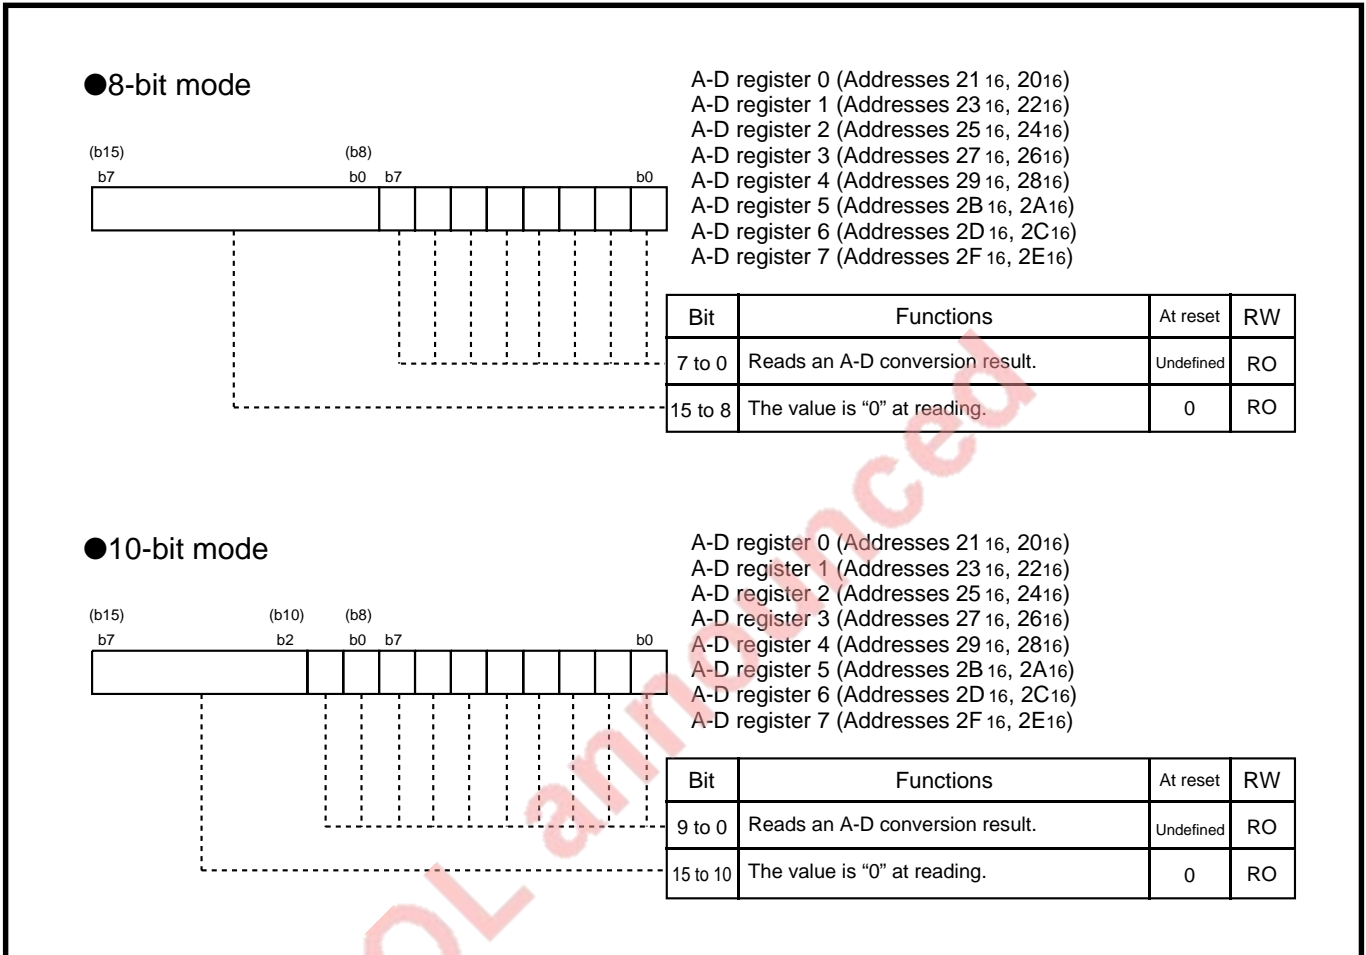 ●8-bit mode
A-D register 0 (Addresses 21 16, 2016)
A-D register 1 (Addresses 23 16, 2216)
A-D register 2 (Addresses 25 16, 2416)
A-D register 3 (Addresses 27 16, 2616)
A-D register 4 (Addresses 29 16, 2816)
A-D register 5 (Addresses 2B 16, 2A16)
A-D register 6 (Addresses 2D 16, 2C16)
A-D register 7 (Addresses 2F 16, 2E16)
(b15) (b8)
b7 b0 b7 b0
Bit Functions At reset RW
7 to 0 Reads an A-D conversion result. Undefined RO
15 to 8 The value is “0” at reading. 0 RO
●10-bit mode
A-D register 0 (Addresses 21 16, 2016)
A-D register 1 (Addresses 23 16, 2216)
A-D register 2 (Addresses 25 16, 2416)
A-D register 3 (Addresses 27 16, 2616)
A-D register 4 (Addresses 29 16, 2816)
A-D register 5 (Addresses 2B 16, 2A16)
A-D register 6 (Addresses 2D 16, 2C16)
A-D register 7 (Addresses 2F 16, 2E16)
(b15) (b10) (b8)
b7 b2 b0 b7 b0
Bit Functions At reset RW
9 to 0 Reads an A-D conversion result. Undefined RO
15 to 10 The value is “0” at reading. 0 RO
OL announced